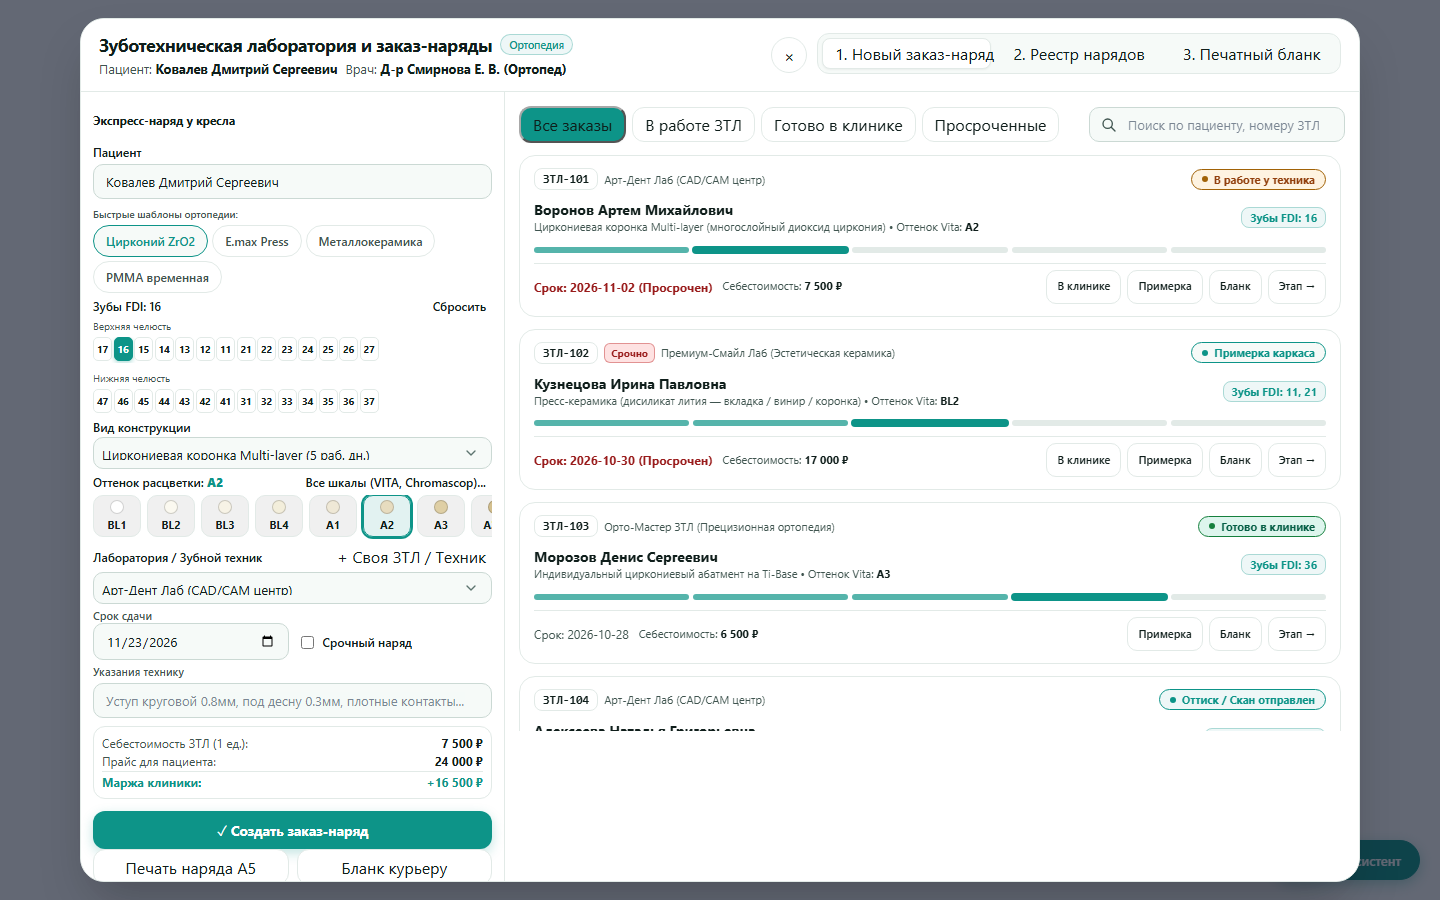 Зуботехническая лаборатория и заказ-наряды
Ортопедия
Пациент: Ковалев Дмитрий Сергеевич Врач: Д-р Смирнова Е. В. (Ортопед)
×
1. Новый заказ-наряд
2. Реестр нарядов
3. Печатный бланк
Экспресс-наряд у кресла
Пациент
Ковалев Дмитрий Сергеевич
Быстрые шаблоны ортопедии:
Цирконий ZrO2
E.max Press
Металлокерамика
PMMA временная
Зубы FDI: 16
Сбросить
Верхняя челюсть
17 16 15 14 13 12 11 21 22 23 24 25 26 27
Нижняя челюсть
47 46 45 44 43 42 41 31 32 33 34 35 36 37
Вид конструкции
Циркониевая коронка Multi-layer (5 раб. дн.)
Оттенок расцветки: A2
Все шкалы (VITA, Chromascop)...
BL1 BL2 BL3 BL4 A1 A2 A3
Лаборатория / Зубной техник
+ Своя ЗТЛ / Техник
Арт-Дент Лаб (CAD/CAM центр)
Срок сдачи
11/23/2026
Срочный наряд
Указания технику
Уступ круговой 0.8мм, под десну 0.3мм, плотные контакты...
Себестоимость ЗТЛ (1 ед.): 7 500 ₽
Прайс для пациента: 24 000 ₽
Маржа клиники: +16 500 ₽
✓ Создать заказ-наряд
Печать наряда А5
Бланк курьеру
Все заказы
В работе ЗТЛ
Готово в клинике
Просроченные
Поиск по пациенту, номеру ЗТЛ
ЗТЛ-101 Арт-Дент Лаб (CAD/CAM центр)
В работе у техника
Воронов Артем Михайлович
Зубы FDI: 16
Циркониевая коронка Multi-layer (многослойный диоксид циркония) • Оттенок Vita: A2
Срок: 2026-11-02 (Просрочен) Себестоимость: 7 500 ₽
В клинике
Примерка
Бланк
Этап →
ЗТЛ-102 Срочно Премиум-Смайл Лаб (Эстетическая керамика)
Примерка каркаса
Кузнецова Ирина Павловна
Зубы FDI: 11, 21
Пресс-керамика (дисиликат лития — вкладка / винир / коронка) • Оттенок Vita: BL2
Срок: 2026-10-30 (Просрочен) Себестоимость: 17 000 ₽
В клинике
Примерка
Бланк
Этап →
ЗТЛ-103 Орто-Мастер ЗТЛ (Прецизионная ортопедия)
Готово в клинике
Морозов Денис Сергеевич
Зубы FDI: 36
Индивидуальный циркониевый абатмент на Ti-Base • Оттенок Vita: A3
Срок: 2026-10-28 Себестоимость: 6 500 ₽
Примерка
Бланк
Этап →
ЗТЛ-104 Арт-Дент Лаб (CAD/CAM центр)
Оттиск / Скан отправлен
Алексеева Наталья Григорьевна